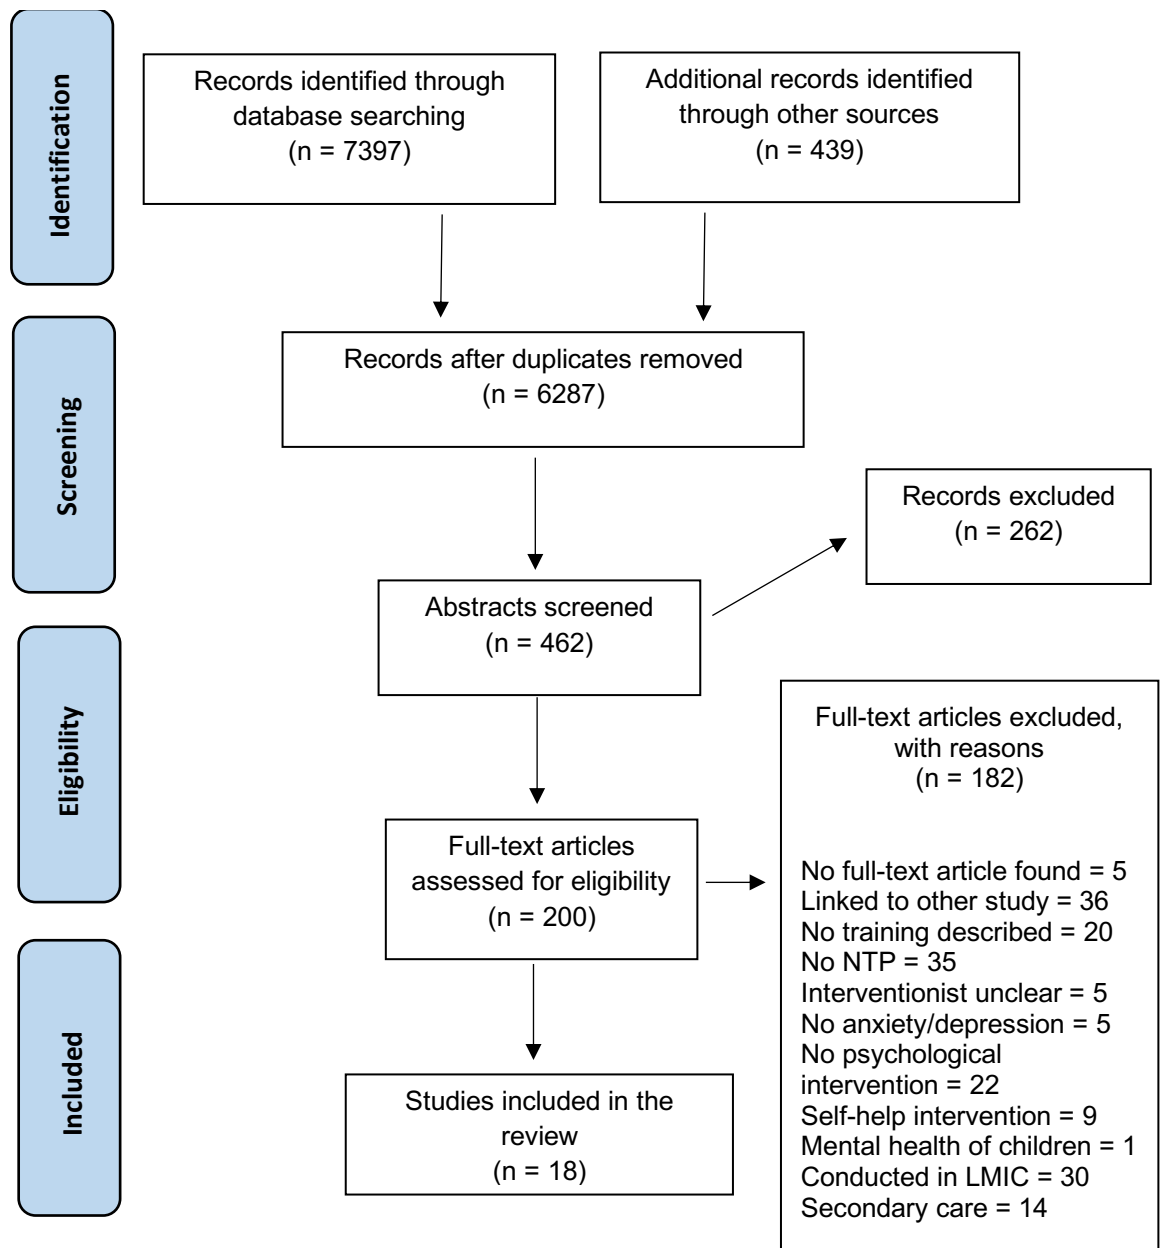 Identification
Records identified through
database searching
(n = 7397)
Additional records identified
through other sources
(n = 439)
Screening
Records after duplicates removed
(n = 6287)
Records excluded
(n = 262)
Abstracts screened
(n = 462)
Eligibility
Full-text articles
assessed for eligibility
(n = 200)
Full-text articles excluded,
with reasons
(n = 182)
No full-text article found = 5
Linked to other study = 36
No training described = 20
No NTP = 35
Interventionist unclear = 5
No anxiety/depression = 5
No psychological
intervention = 22
Self-help intervention = 9
Mental health of children = 1
Conducted in LMIC = 30
Secondary care = 14
Included
Studies included in the
review
(n = 18)